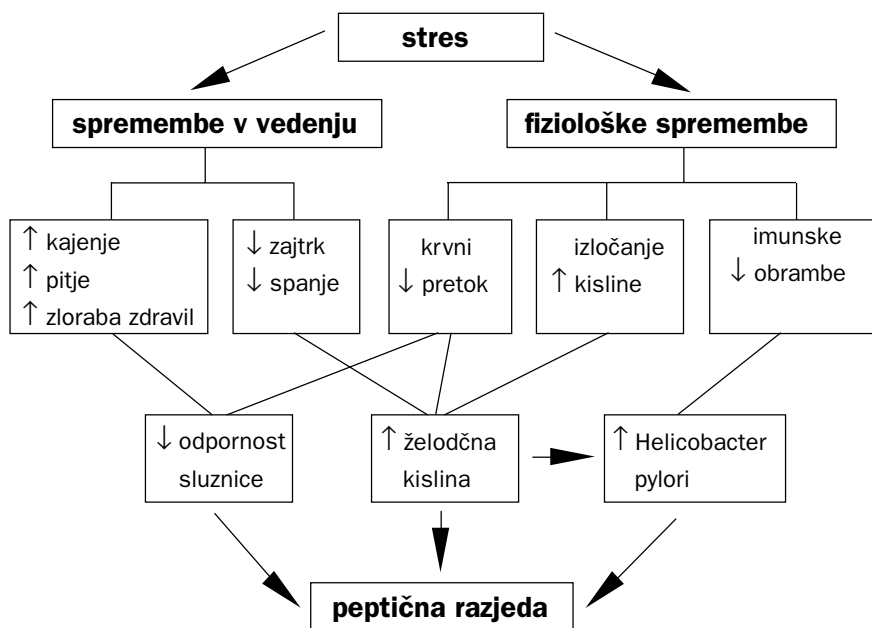 stres
spremembe v vedenju
fiziološke spremembe
↑ kajenje
↑ pitje
↑ zloraba zdravil
↓ zajtrk
↓ spanje
krvni
↓ pretok
izločanje
↑ kisline
imunske
↓ obrambe
↓ odpornost
sluznice
↑ želodčna
kislina
↑ Helicobacter
pylori
peptična razjeda